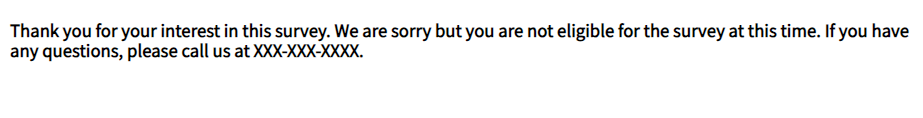 Thank you for your interest in this survey. We are sorry but you are not eligible for the survey at this time. If you have
any questions, please call us at XXX-XXX-XXXX.